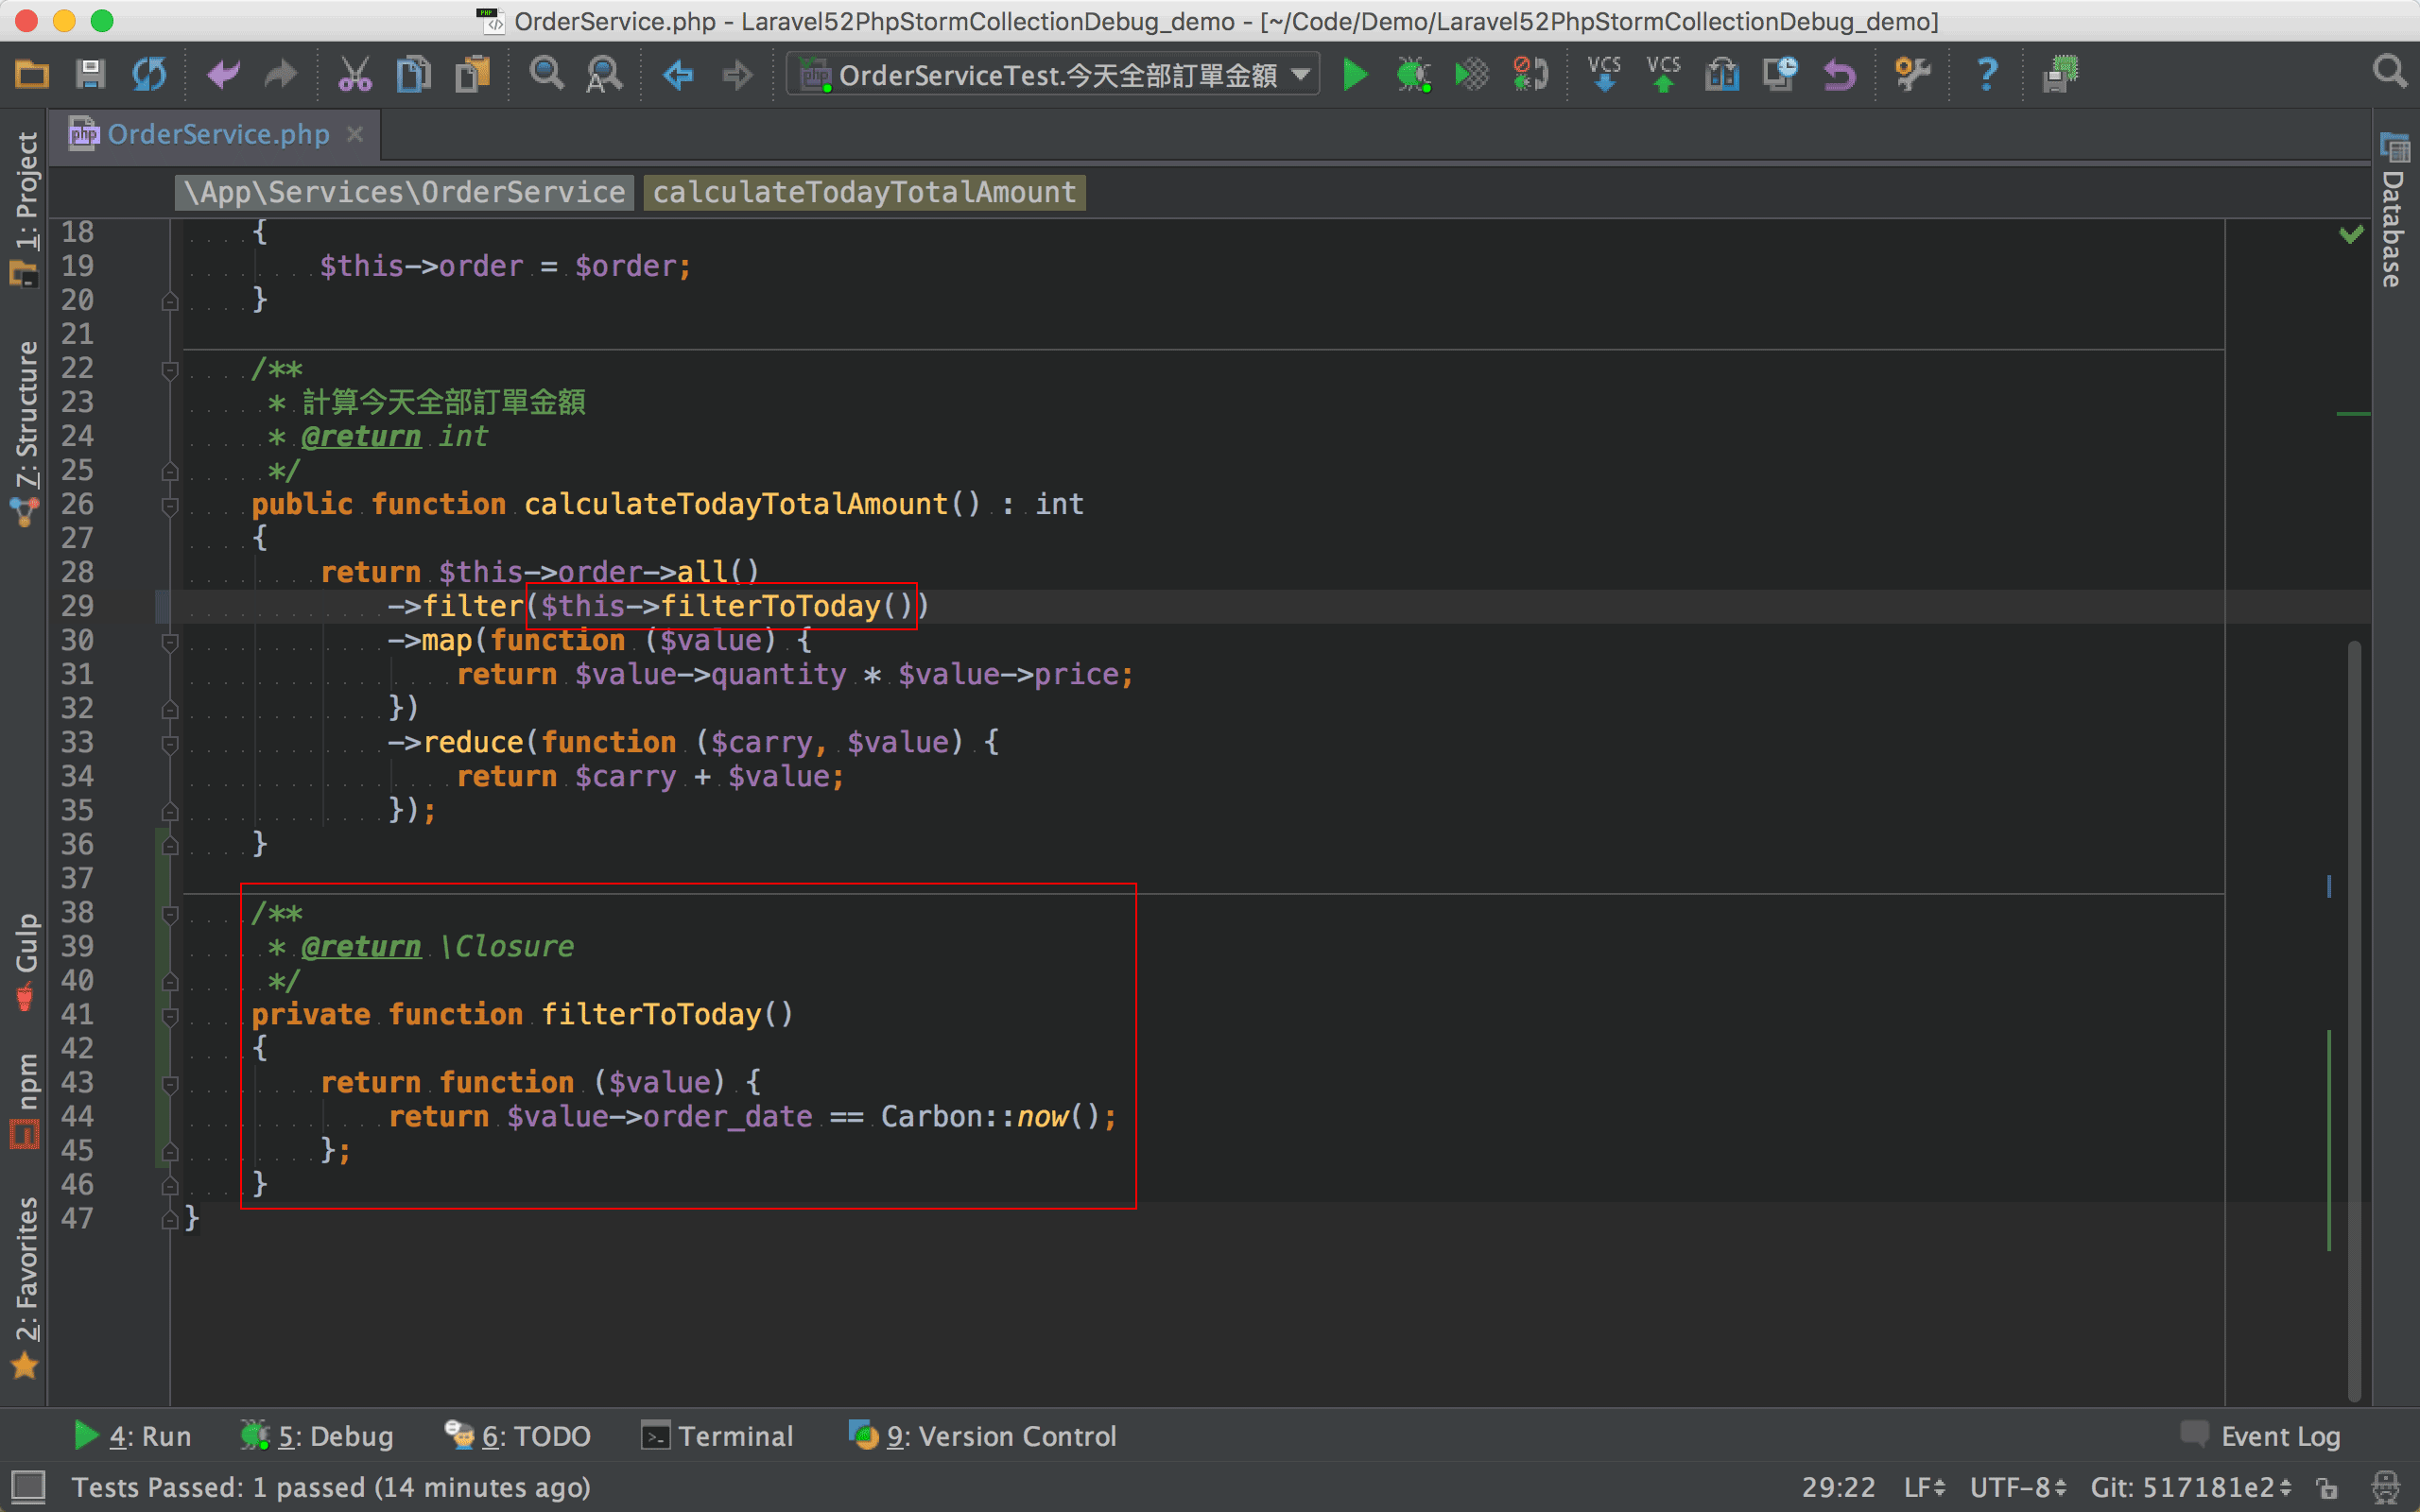 OrderService.php - Laravel52PhpStormCollectionDebug_demo - [~/Code/Demo/Laravel52PhpStormCollectionDebug_demo]
OrderServiceTest.今天全部訂單金額
VCS VCS
OrderService.php
\App\Services\OrderService calculateTodayTotalAmount
1: Project
7: Structure
Gulp
npm
2: Favorites
Database
18 {
19 $this->order = $order;
20 }
21
22 /**
23 * 計算今天全部訂單金額
24 * @return int
25 */
26 public function calculateTodayTotalAmount() : int
27 {
28 return $this->order->all()
29 ->filter($this->filterToToday())
30 ->map(function ($value) {
31 return $value->quantity * $value->price;
32 })
33 ->reduce(function ($carry, $value) {
34 return $carry + $value;
35 });
36 }
37
38 /**
39 * @return \Closure
40 */
41 private function filterToToday()
42 {
43 return function ($value) {
44 return $value->order_date == Carbon::now();
45 };
46 }
47 }
4: Run 5: Debug 6: TODO Terminal 9: Version Control Event Log
Tests Passed: 1 passed (14 minutes ago) 29:22 LF UTF-8 Git: 517181e2